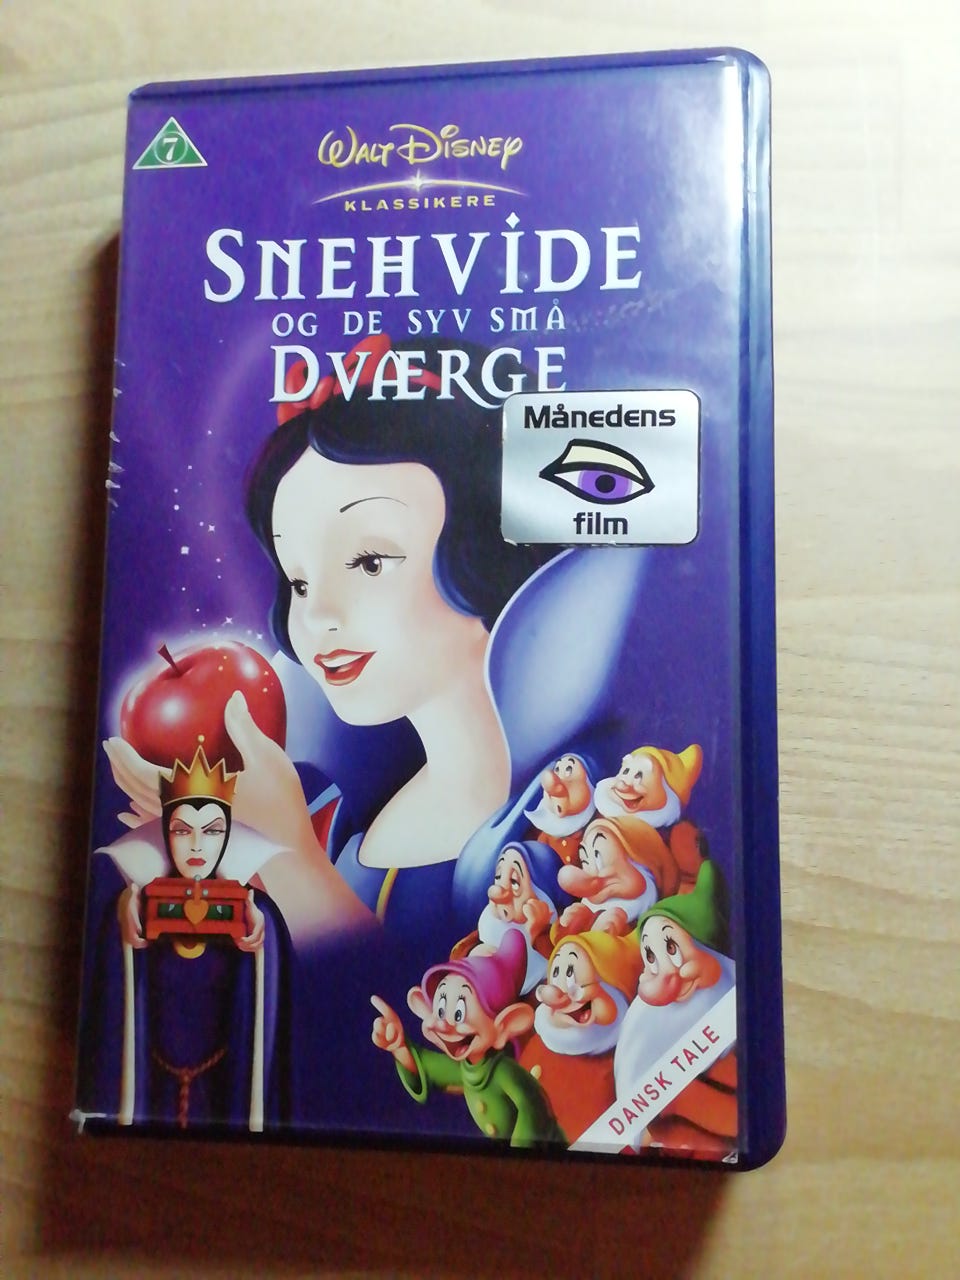 7
WALT DISNEY
KLASSIKERE
SNEHVIDE
OG DE SYV SMÅ
DVÆRGE
Månedens
film
DANSK TALE